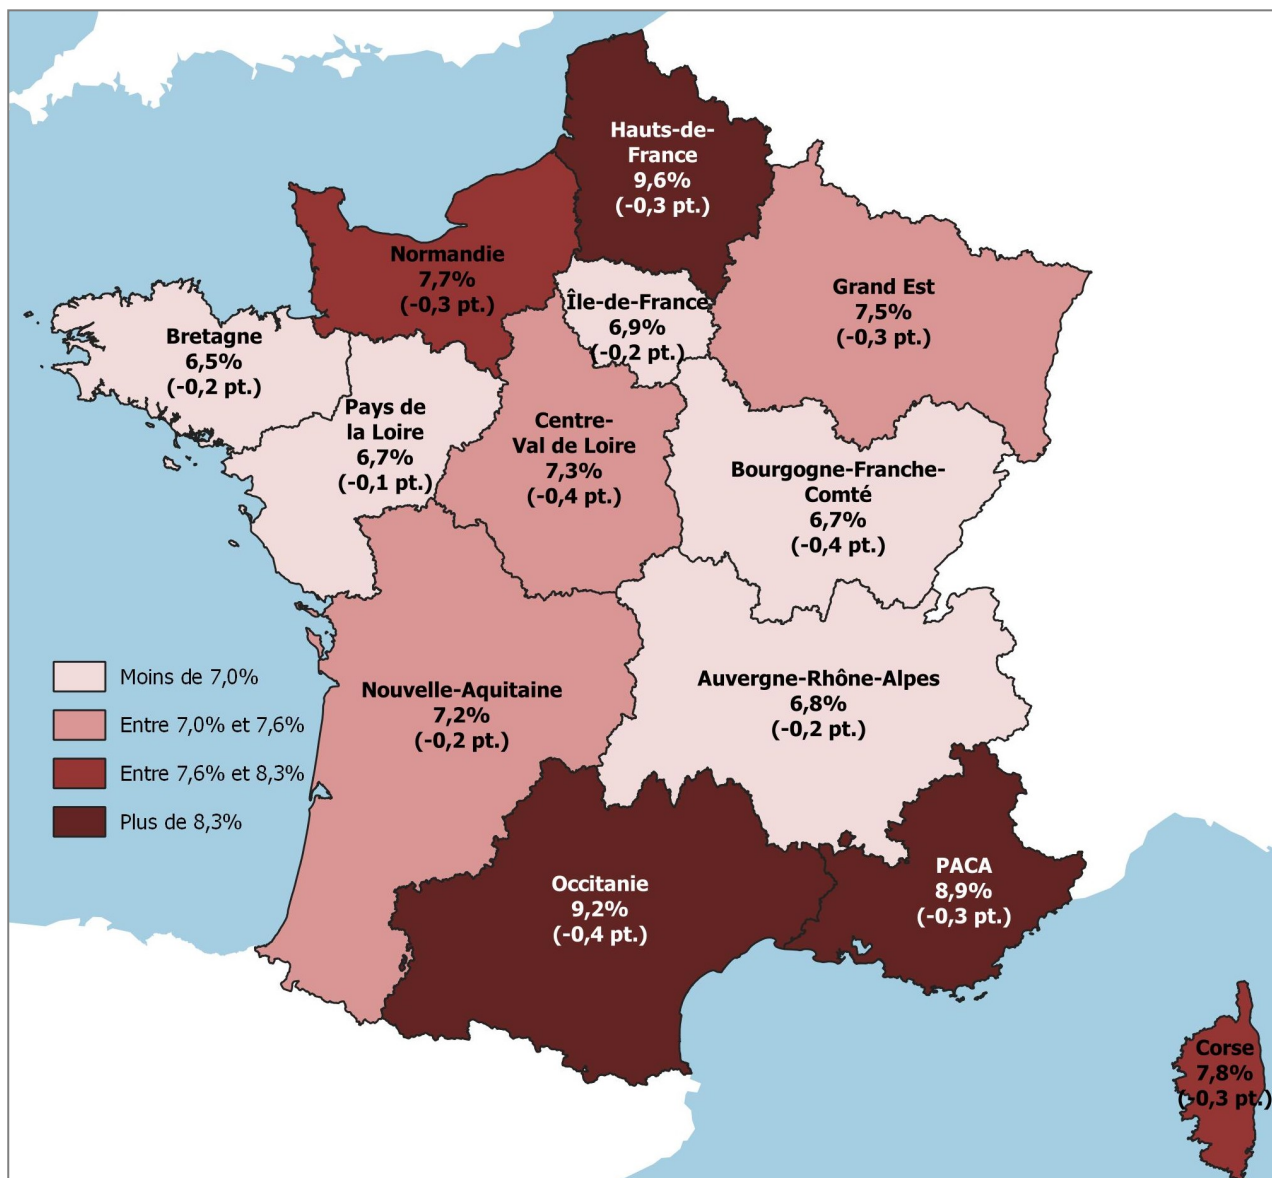 Hauts-de-
France
9,6%
(-0,3 pt.)
Normandie
7,7%
(-0,3 pt.)
Île-de-France
6,9%
(-0,2 pt.)
Grand Est
7,5%
(-0,3 pt.)
Bretagne
6,5%
(-0,2 pt.)
Pays de
la Loire
6,7%
(-0,1 pt.)
Centre-
Val de Loire
7,3%
(-0,4 pt.)
Bourgogne-Franche-
Comté
6,7%
(-0,4 pt.)
Nouvelle-Aquitaine
7,2%
(-0,2 pt.)
Auvergne-Rhône-Alpes
6,8%
(-0,2 pt.)
Moins de 7,0%
Entre 7,0% et 7,6%
Entre 7,6% et 8,3%
Plus de 8,3%
Occitanie
9,2%
(-0,4 pt.)
PACA
8,9%
(-0,3 pt.)
Corse
7,8%
(-0,3 pt.)